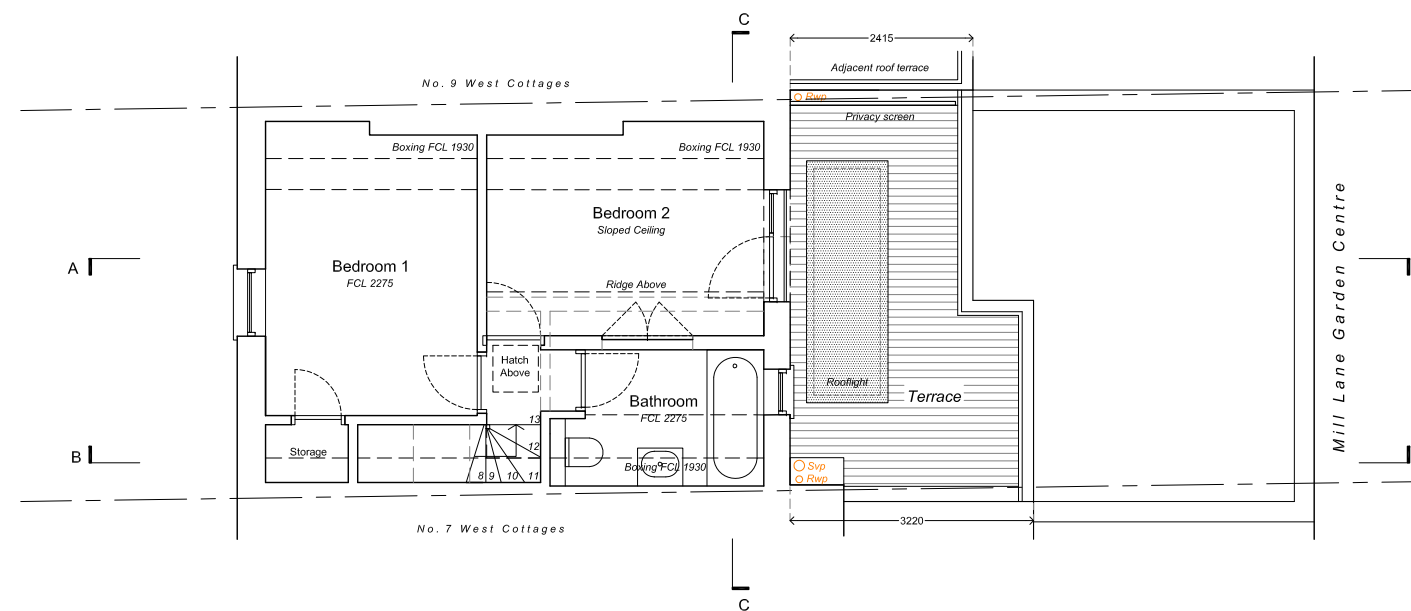 C
2415
Adjacent roof terrace
No. 9 West Cottages
Rwp
Privacy screen
Boxing FCL 1930
Boxing FCL 1930
Bedroom 2
Sloped Ceiling
A
Bedroom 1
FCL 2275
Ridge Above
Mill Lane Garden Centre
Hatch
Above
Rooflight
Terrace
Bathroom
FCL 2275
13
12
Storage
B
8
9
10
11
Boxing FCL 1930
Svp
Rwp
No. 7 West Cottages
3220
C